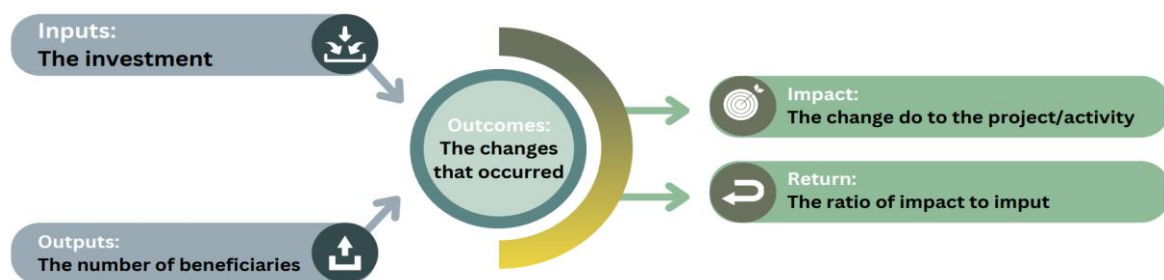 Inputs:
The investment
Outputs:
The number of beneficiaries
Outcomes:
The changes
that occurred
Impact:
The change do to the project/activity
Return:
The ratio of impact to imput